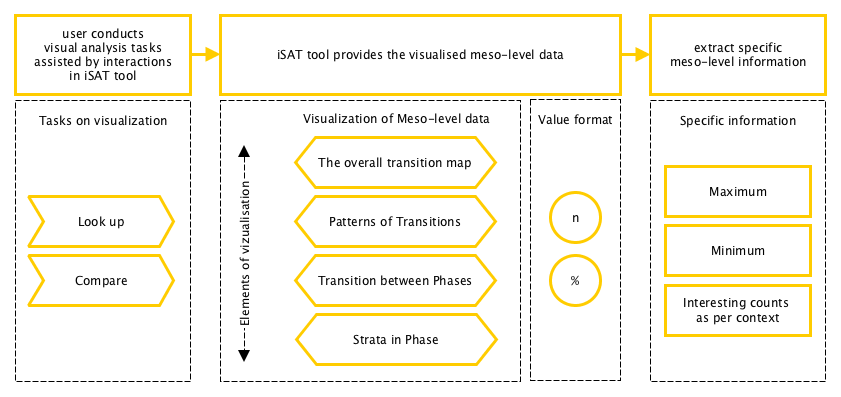 user conducts
visual analysis tasks
assisted by interactions
in iSAT tool
iSAT tool provides the visualised meso-level data
extract specific
meso-level information
Tasks on visualization
Look up
Compare
Visualization of Meso-level data
Elements of vizualisation
The overall transition map
Patterns of Transitions
Transition between Phases
Strata in Phase
Value format
n
%
Specific information
Maximum
Minimum
Interesting counts
as per context